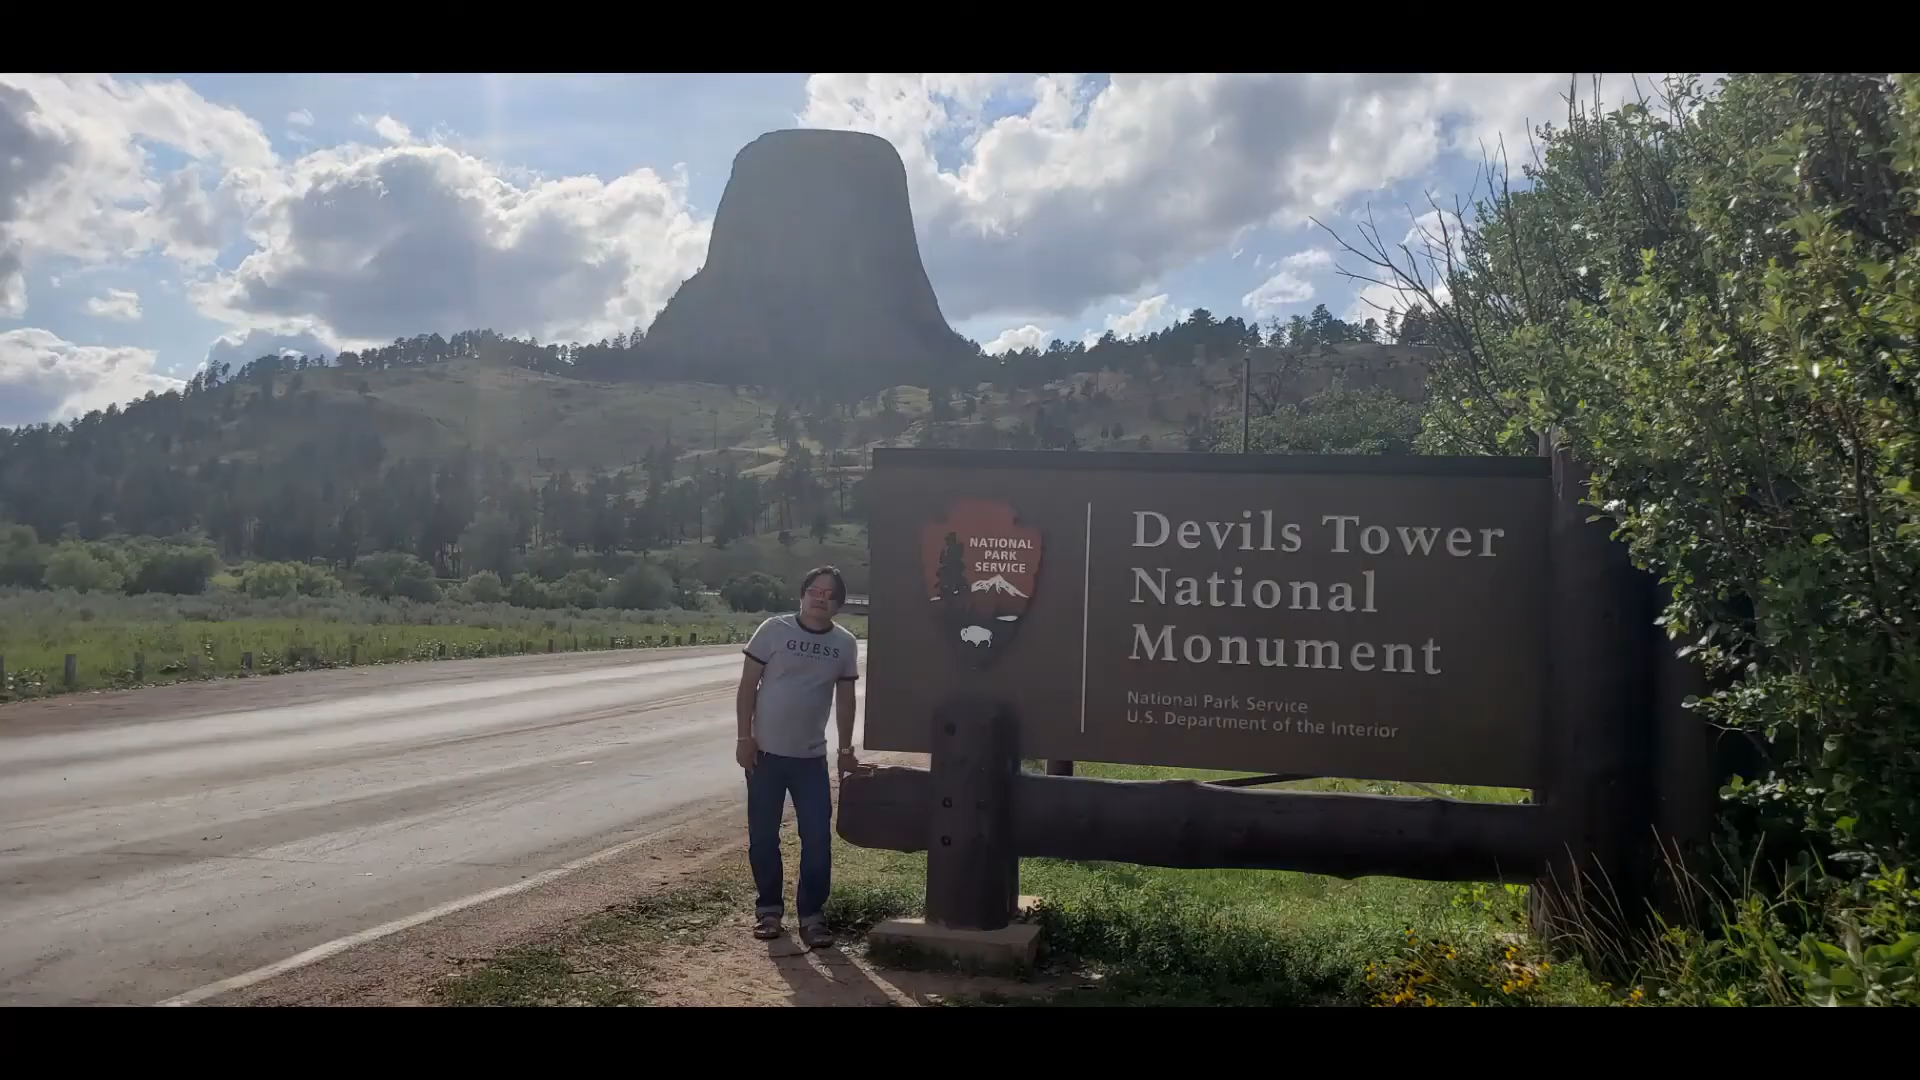 NATIONAL
PARK
SERVICE
Devils Tower
National
Monument
National Park Service
U.S. Department of the Interior
GUESS